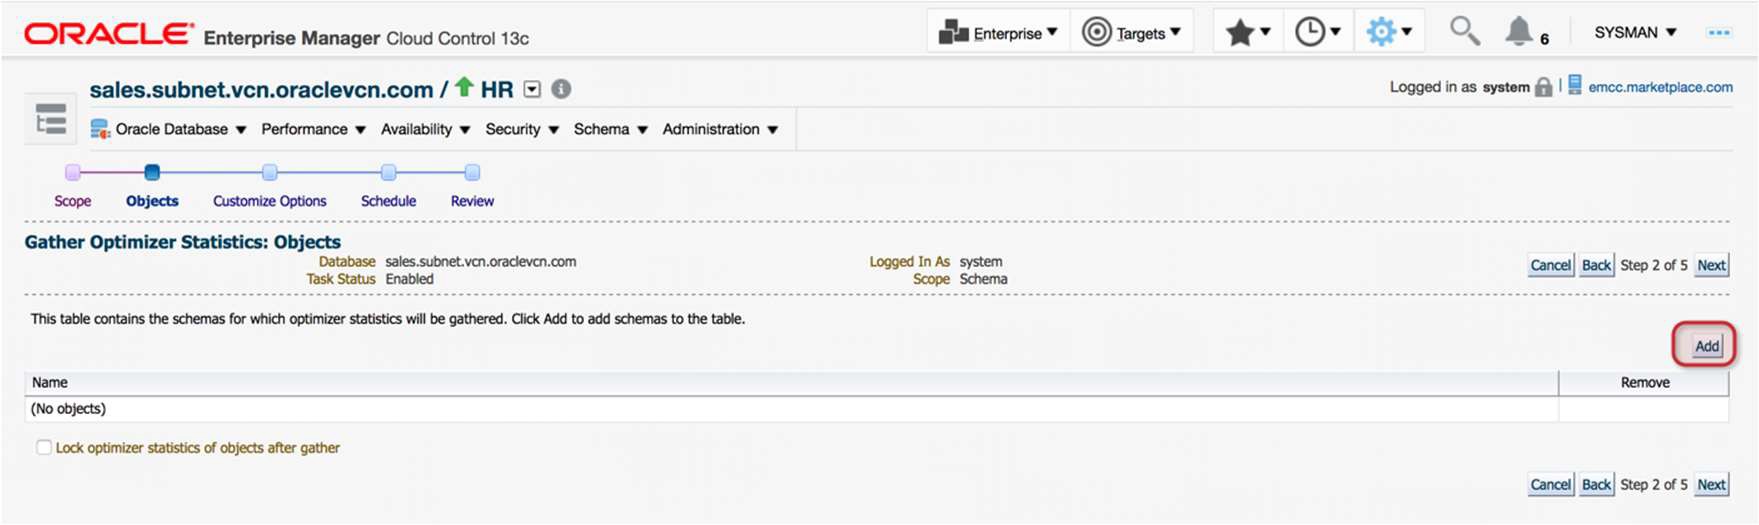 ORACLE® Enterprise Manager Cloud Control 13c
Enterprise
Targets
6
SYSMAN
sales.subnet.vcn.oraclevcn.com / HR
Logged in as system
emcc.marketplace.com
Oracle Database Performance Availability Security Schema Administration
Scope Objects Customize Options Schedule Review
Gather Optimizer Statistics: Objects
Database sales.subnet.vcn.oraclevcn.com
Task Status Enabled
Logged In As system
Scope Schema
Cancel Back Step 2 of 5 Next
This table contains the schemas for which optimizer statistics will be gathered. Click Add to add schemas to the table.
Add
Name Remove
(No objects)
Lock optimizer statistics of objects after gather
Cancel Back Step 2 of 5 Next